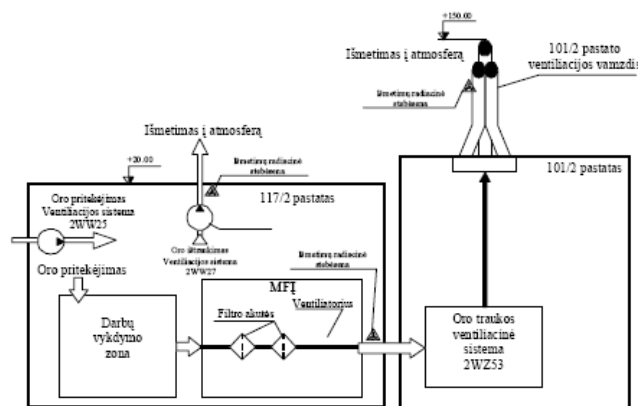 +150.00
Išmetimas į atmosferą
101/2 pastato
ventiliacijos vamzdis
Išmetimų radiacinė
stebėsena
Išmetimas į atmosferą
+20.00
Išmetimų radiacinė
stebėsena
101/2 pastatas
117/2 pastatas
Oro pritekėjimas
Ventiliacijos sistema
2WW25
Oro ištraukimas
Ventiliacijos sistema
2WW27
Išmetimų radiacinė
stebėsena
Oro pritekėjimas
MFĮ
Ventiliatorius
Filtro akutės
Darbų
vykdymo
zona
Oro traukos
ventiliacinė
sistema
2WZ53